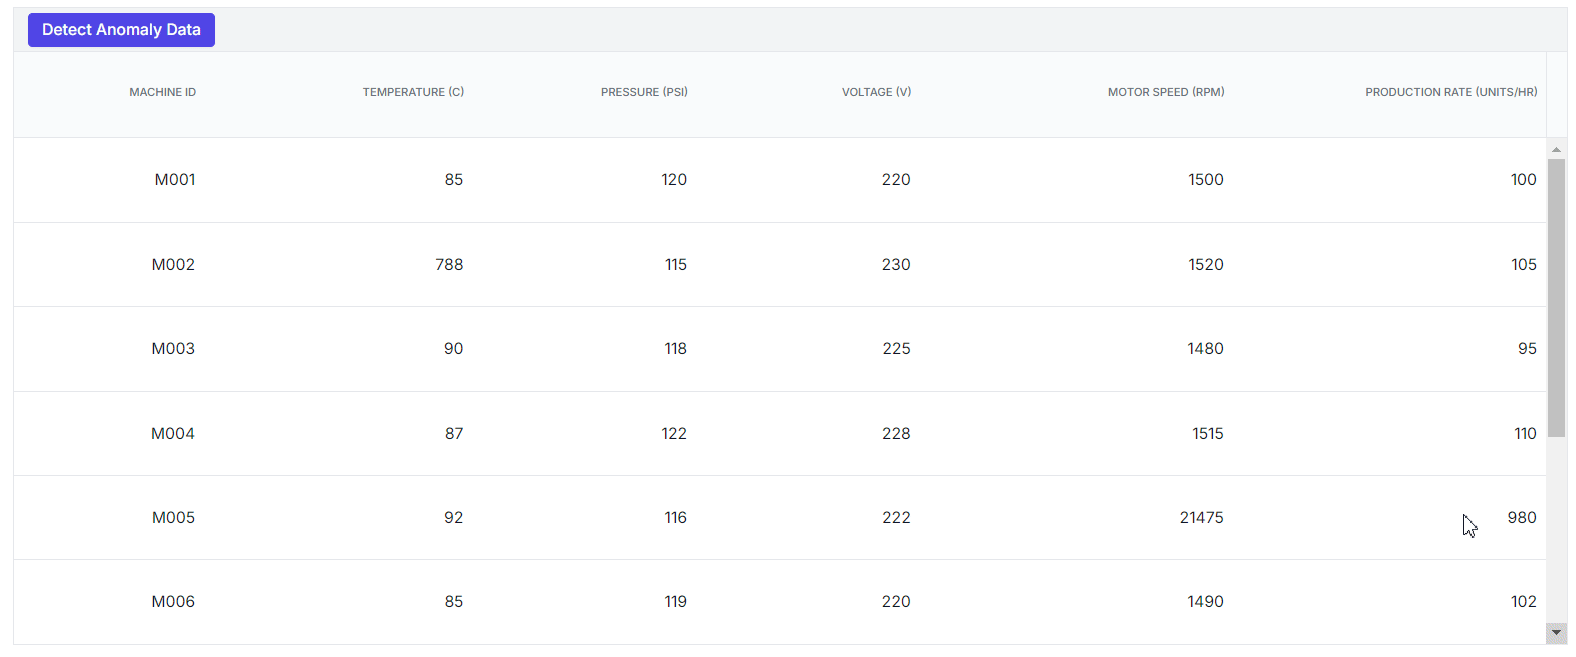 Detect Anomaly Data
MACHINE ID TEMPERATURE (C) PRESSURE (PSI) VOLTAGE (V) MOTOR SPEED (RPM) PRODUCTION RATE (UNITS/HR)
M001 85 120 220 1500 100
M002 788 115 230 1520 105
M003 90 118 225 1480 95
M004 87 122 228 1515 110
M005 92 116 222 21475 980
M006 85 119 220 1490 102